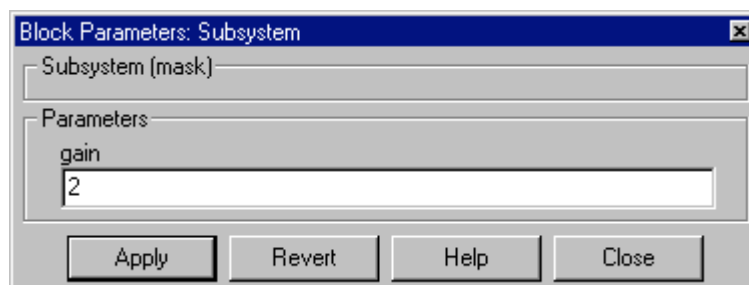 Block Parameters: Subsystem
Subsystem (mask)
Parameters
gain
2
Apply Revert Help Close